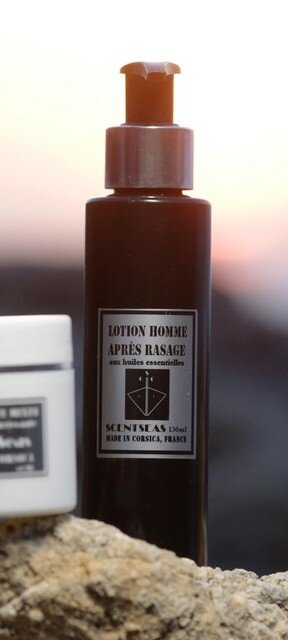 LOTION HOMME
APRÈS RASAGE
aux huiles essentielles
SCENTSEAS 150ml
MADE IN CORSICA, FRANCE